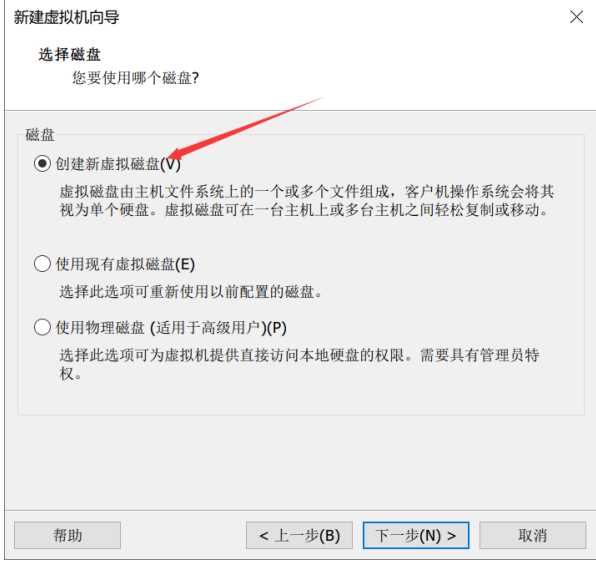 新建虚拟机向导
选择磁盘
您要使用哪个磁盘?
磁盘
创建新虚拟磁盘(V)
虚拟磁盘由主机文件系统上的一个或多个文件组成，客户机操作系统会将其
视为单个硬盘。虚拟磁盘可在一台主机上或多台主机之间轻松复制或移动。
使用现有虚拟磁盘(E)
选择此选项可重新使用以前配置的磁盘。
使用物理磁盘 (适用于高级用户)(P)
选择此选项可为虚拟机提供直接访问本地硬盘的权限。需要具有管理员特
权。
帮助
< 上一步(B)
下一步(N) >
取消